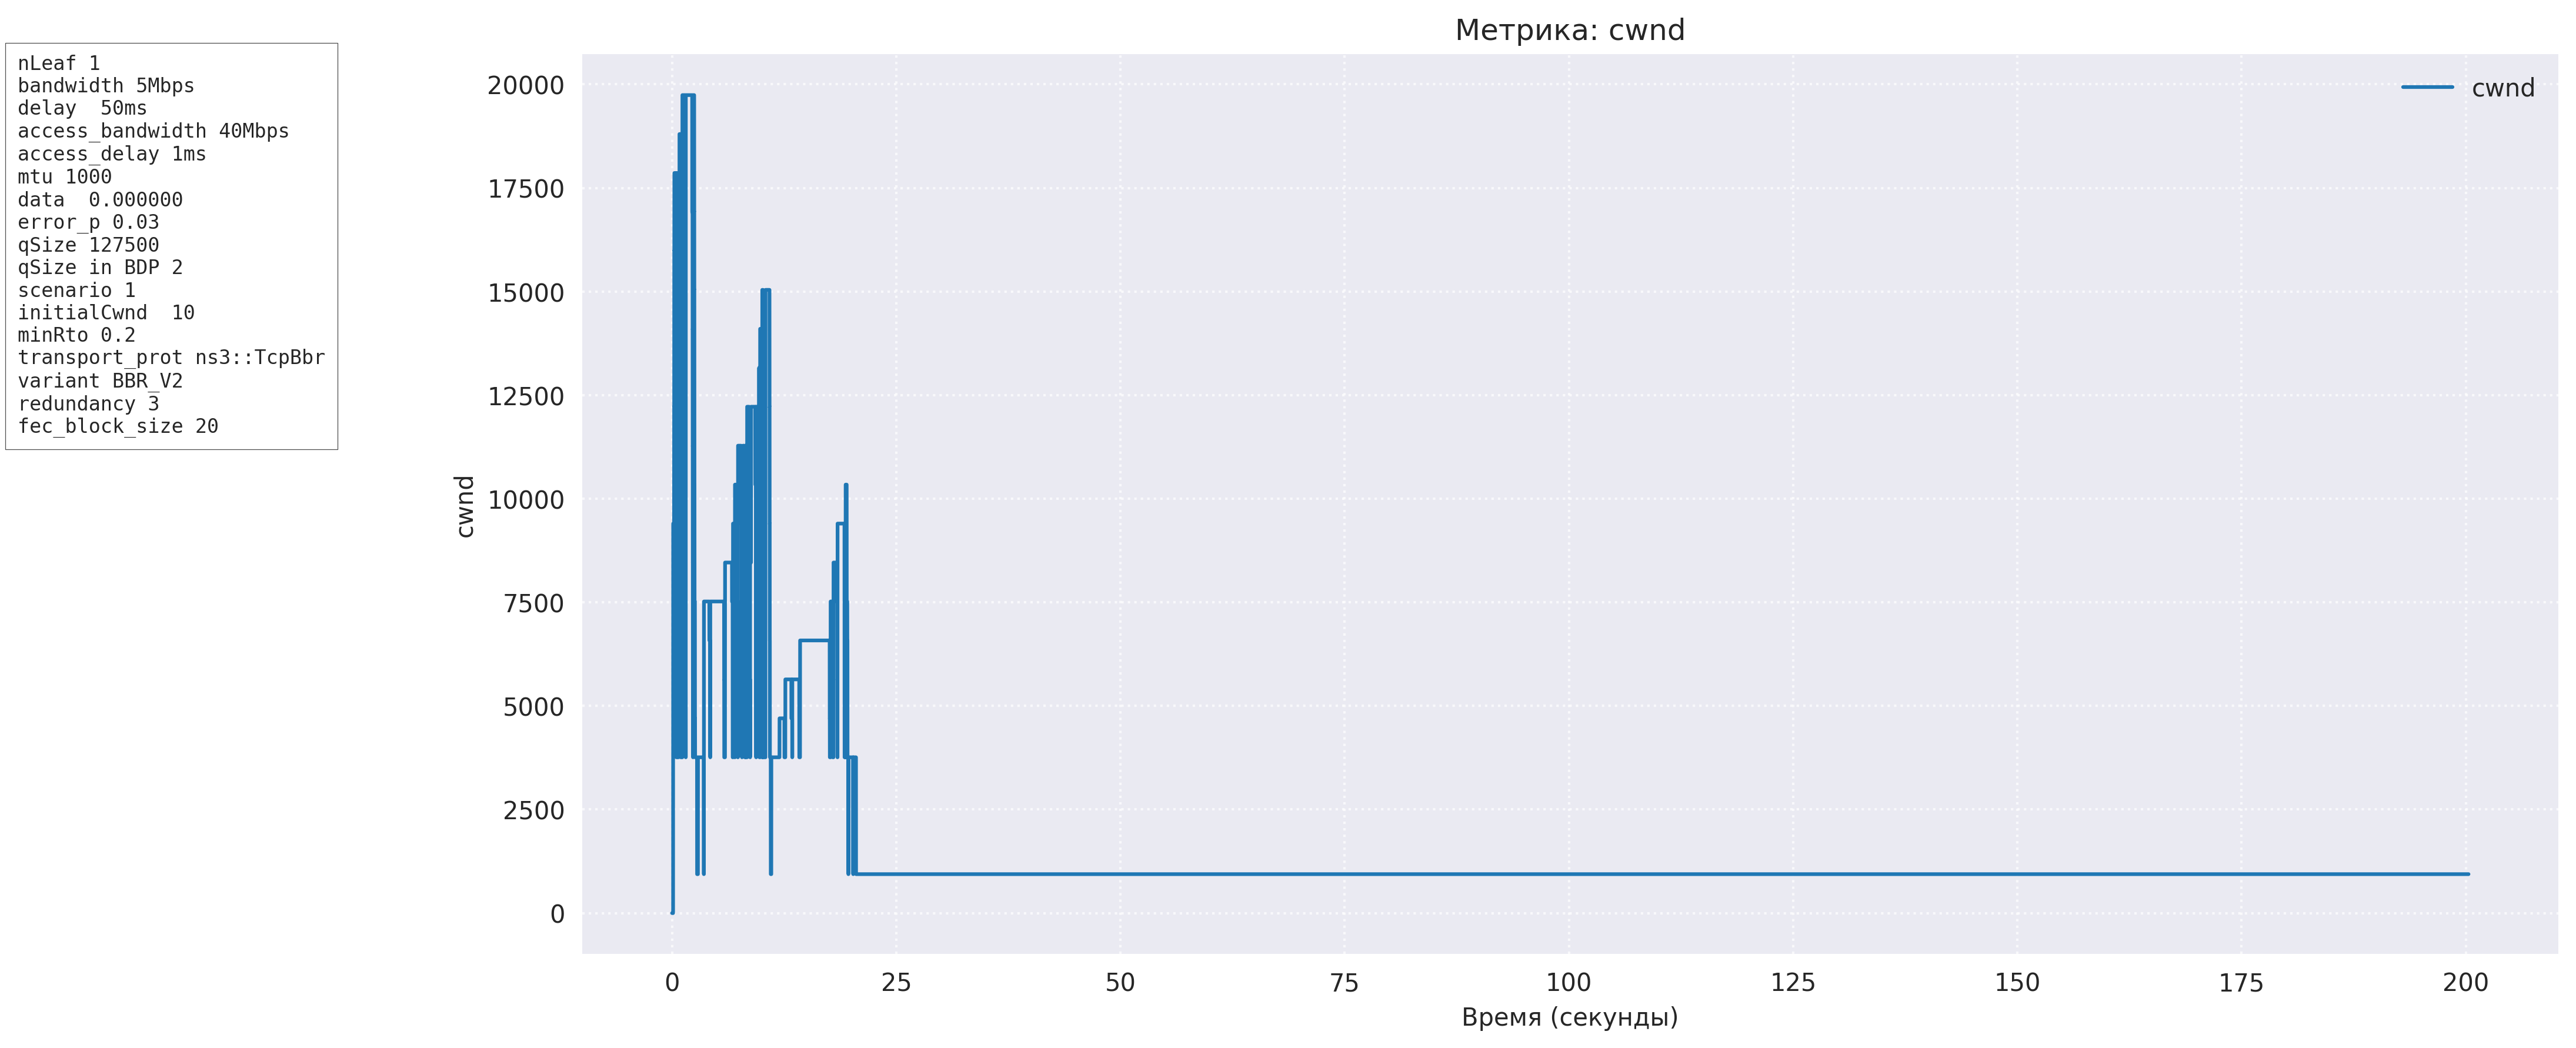 Метрика: cwnd
nLeaf 1
bandwidth 5Mbps
delay  50ms
access_bandwidth 40Mbps
access_delay 1ms
mtu 1000
data  0.000000
error_p 0.03
qSize 127500
qSize in BDP 2
scenario 1
initialCwnd  10
minRto 0.2
transport_prot ns3::TcpBbr
variant BBR_V2
redundancy 3
fec_block_size 20
cwnd
20000
17500
15000
12500
10000
7500
5000
2500
0
cwnd
0 25 50 75 100 125 150 175 200
Время (секунды)